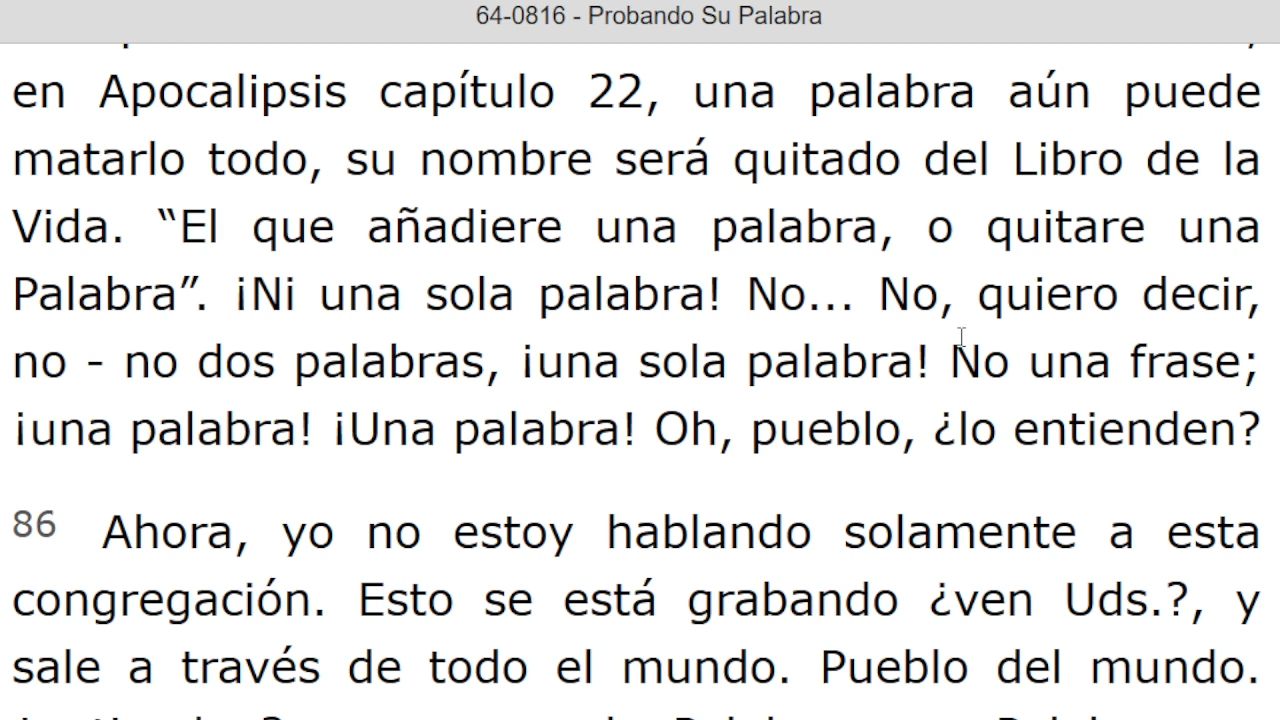 64-0816 - Probando Su Palabra
en Apocalipsis capítulo 22, una palabra aún puede
matarlo todo, su nombre será quitado del Libro de la
Vida. “El que añadiere una palabra, o quitare una
Palabra”. ¡Ni una sola palabra! No... No, quiero decir,
no - no dos palabras, ¡una sola palabra! No una frase;
¡una palabra! ¡Una palabra! Oh, pueblo, ¿lo entienden?
86 Ahora, yo no estoy hablando solamente a esta
congregación. Esto se está grabando ¿ven Uds.?, y
sale a través de todo el mundo. Pueblo del mundo.